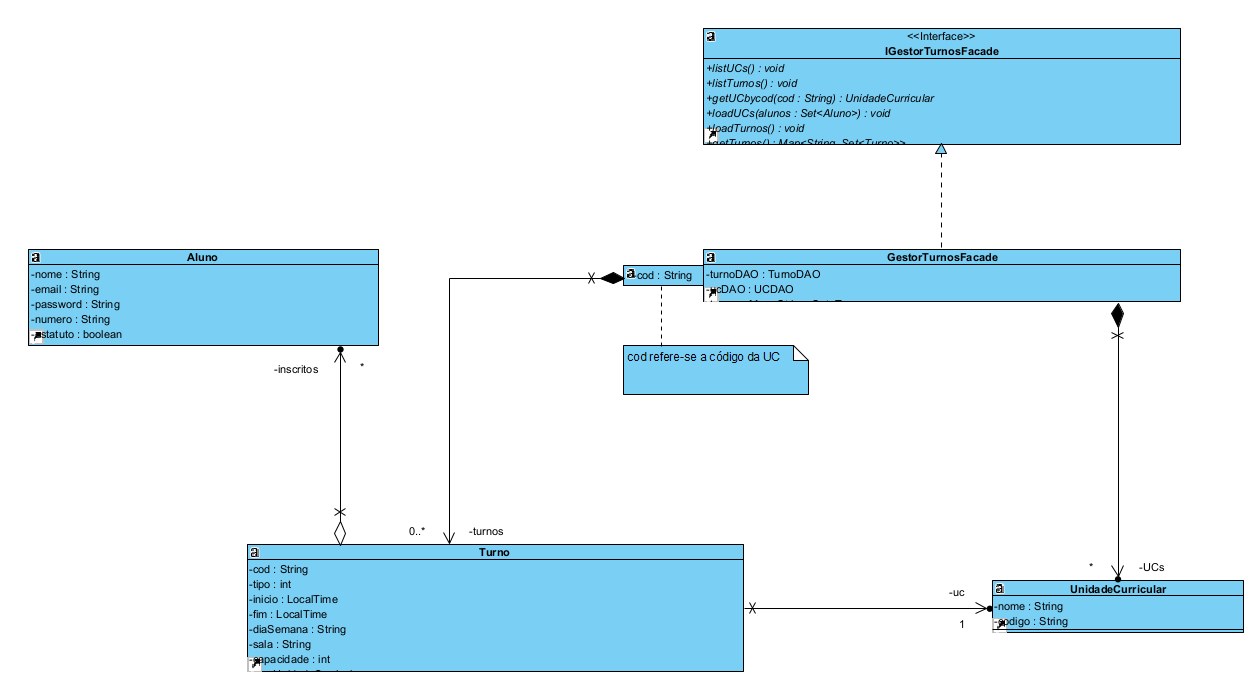 <<Interface>>
IGestorTurnosFacade
+listUCs() : void
+listTurnos() : void
+getUCbycod(cod : String) : UnidadeCurricular
+loadUCs(alunos : Set<Aluno>) : void
+loadTurnos() : void
+getTurnos() : Map<String, Set<Turno>>
Aluno
-nome : String
-email : String
-password : String
-numero : String
-estatuto : boolean
-cod : String
GestorTurnosFacade
-turnoDAO : TurnoDAO
-ucDAO : UCDAO
cod refere-se a código da UC
-inscritos
*
0..*
-turnos
Turno
-cod : String
-tipo : int
-inicio : LocalTime
-fim : LocalTime
-diaSemana : String
-sala : String
-capacidade : int
-uc
1
*
-UCs
UnidadeCurricular
-nome : String
-codigo : String